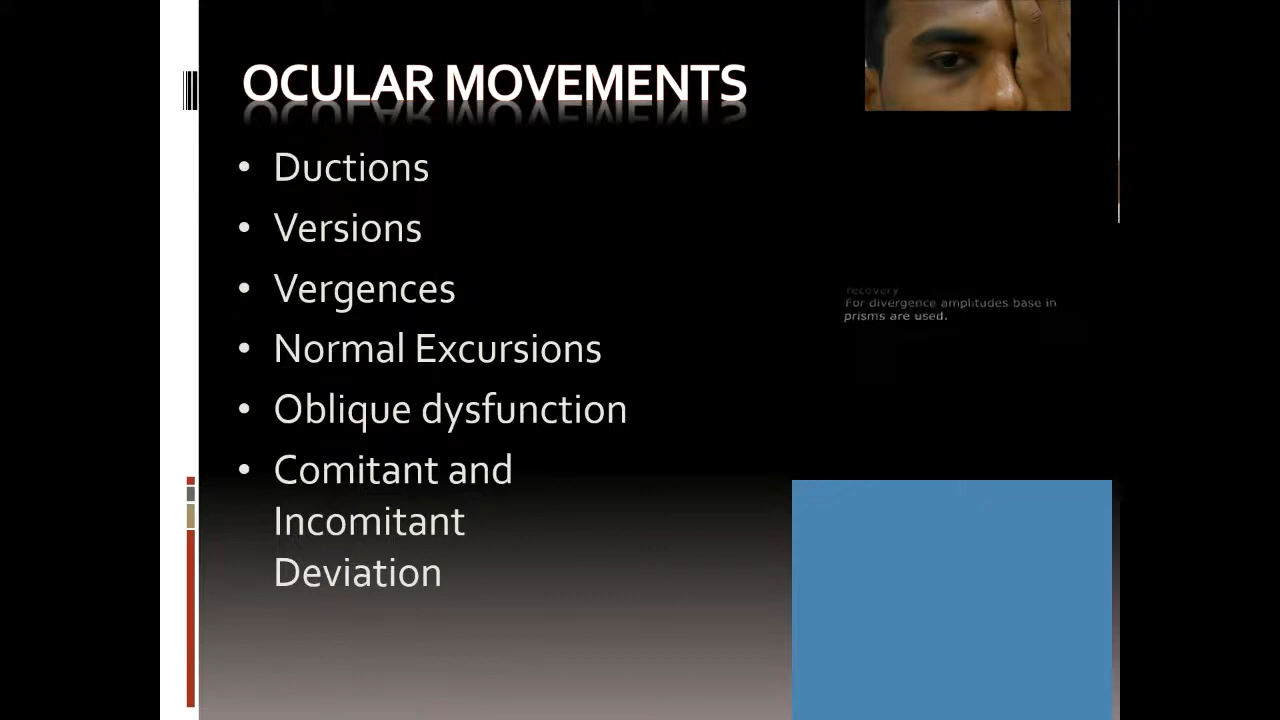 OCULAR MOVEMENTS
• Ductions
• Versions
• Vergences
• Normal Excursions
• Oblique dysfunction
• Comitant and
Incomitant
Deviation
recovery
For divergence amplitudes base in
prisms are used.